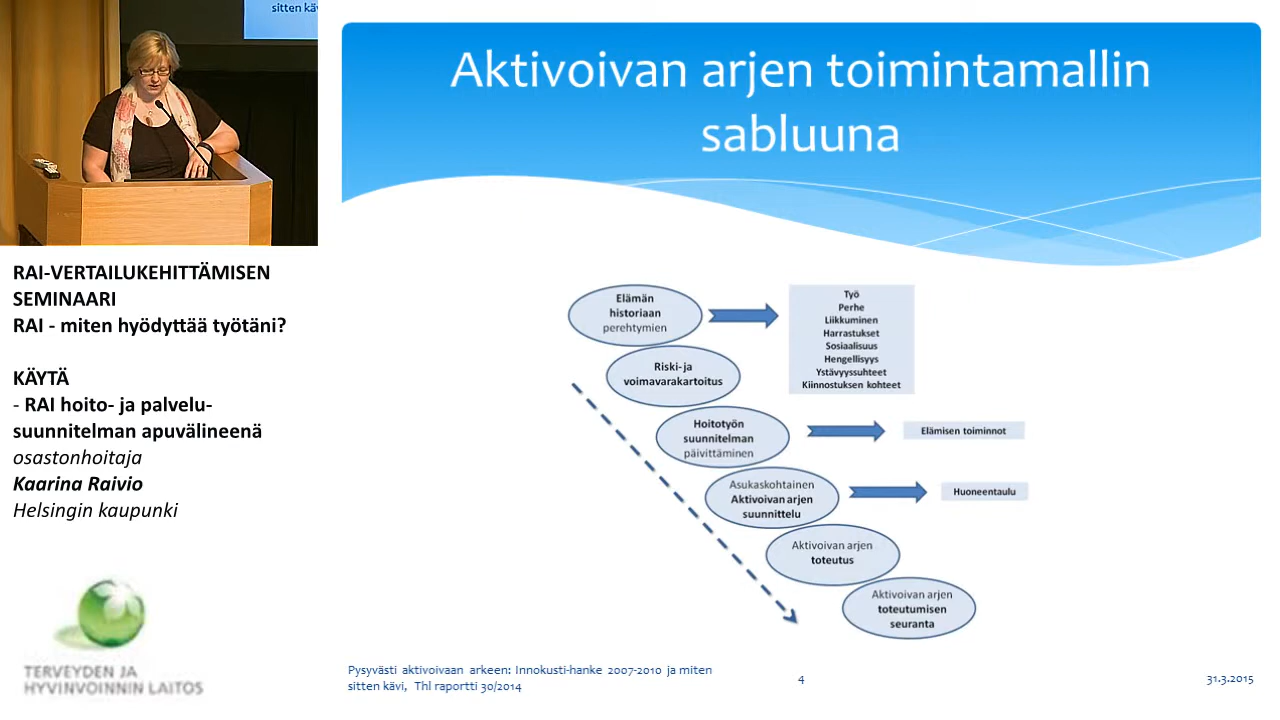 sitten käv
RAI-VERTAILUKEHITTÄMISEN
SEMINAARI
RAI - miten hyödyttää työtäni?
KÄYTÄ
- RAI hoito- ja palvelu-
suunnitelman apuvälineenä
osastonhoitaja
Kaarina Raivio
Helsingin kaupunki
TERVEYDEN JA
HYVINVOINNIN LAITOS
Aktivoivan arjen toimintamallin
sabluuna
Elämän
historiaan
perehtymien
Työ
Perhe
Liikkuminen
Harrastukset
Sosiaalisuus
Hengellisyys
Ystävyyssuhteet
Kiinnostuksen kohteet
Riski- ja
voimavarakartoitus
Hoitotyön
suunnitelman
päivittäminen
Elämisen toiminnot
Asukaskohtainen
Aktivoivan arjen
suunnittelu
Huoneentaulu
Aktivoivan arjen
toteutus
Aktivoivan arjen
toteutumisen
seuranta
Pysyvästi aktivoivaan arkeen: Innokusti-hanke 2007-2010 ja miten
sitten kävi, Thl raportti 30/2014
4
31.3.2015